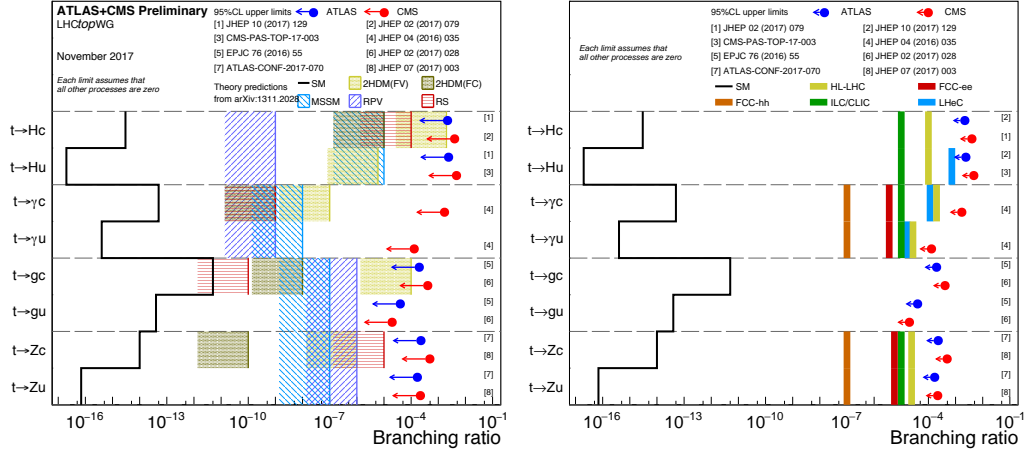 ATLAS+CMS Preliminary
LHCtopWG
November 2017
Each limit assumes that
all other processes are zero
95%CL upper limits ATLAS CMS
[1] JHEP 10 (2017) 129 [2] JHEP 02 (2017) 079
[3] CMS-PAS-TOP-17-003 [4] JHEP 04 (2016) 035
[5] EPJC 76 (2016) 55 [6] JHEP 02 (2017) 028
[7] ATLAS-CONF-2017-070 [8] JHEP 07 (2017) 003
Theory predictions
from arXiv:1311.2028
SM 2HDM(FV) 2HDM(FC)
MSSM RPV RS
t→Hc [1]
[2]
t→Hu [1]
[3]
t→γc [4]
t→γu [4]
t→gc [5]
[6]
t→gu [5]
[6]
t→Zc [7]
[8]
t→Zu [7]
[8]
10−16 10−13 10−10 10−7 10−4 10−1
Branching ratio
Each limit assumes that
all other processes are zero
95%CL upper limits ATLAS CMS
[1] JHEP 02 (2017) 079 [2] JHEP 10 (2017) 129
[3] CMS-PAS-TOP-17-003 [4] JHEP 04 (2016) 035
[5] EPJC 76 (2016) 55 [6] JHEP 02 (2017) 028
[7] ATLAS-CONF-2017-070 [8] JHEP 07 (2017) 003
SM HL-LHC FCC-ee
FCC-hh ILC/CLIC LHeC
t→Hc [2]
[1]
t→Hu [2]
[3]
t→γc [4]
t→γu [4]
t→gc [5]
[6]
t→gu [5]
[6]
t→Zc [7]
[8]
t→Zu [7]
[8]
10−16 10−13 10−10 10−7 10−4 10−1
Branching ratio